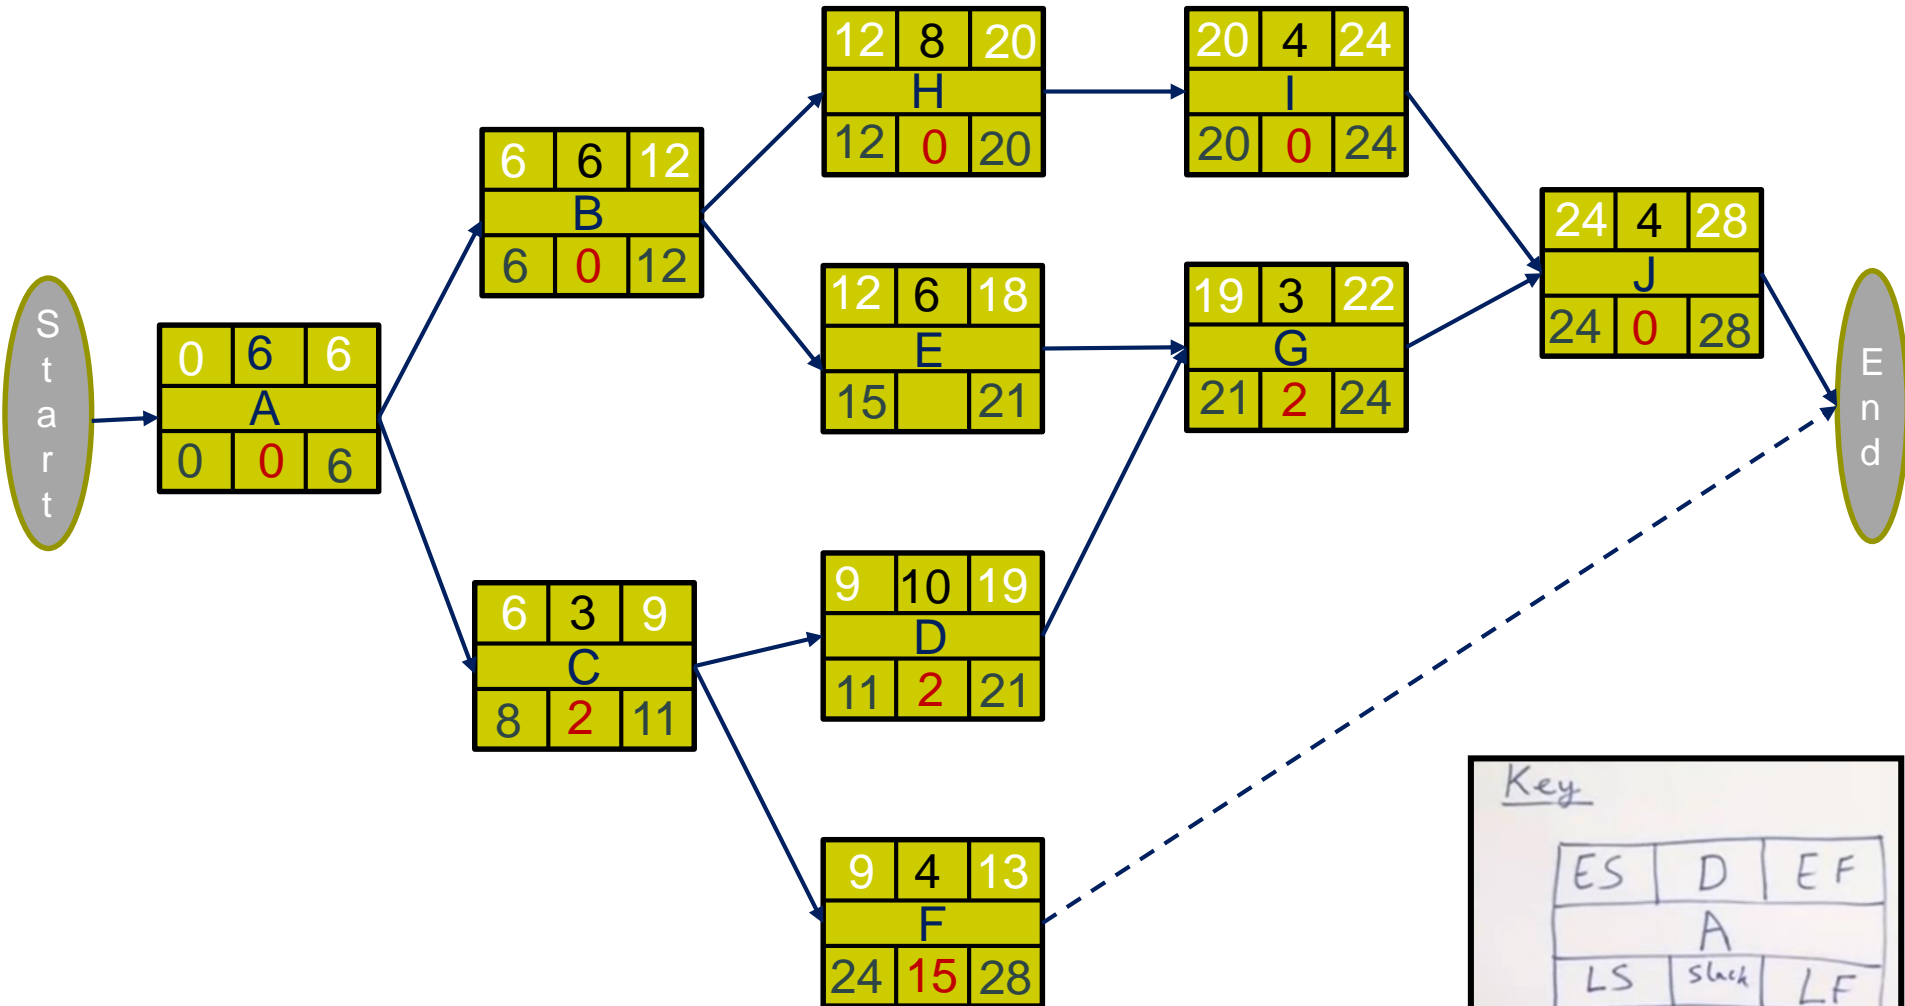 Start
0 6 6
A
0 0 6
6 6 12
B
6 0 12
6 3 9
C
8 2 11
12 8 20
H
12 0 20
12 6 18
E
15 21
9 10 19
D
11 2 21
9 4 13
F
24 15 28
20 4 24
I
20 0 24
19 3 22
G
21 2 24
24 4 28
J
24 0 28
End
Key
ES D EF
A
LS Slack LF